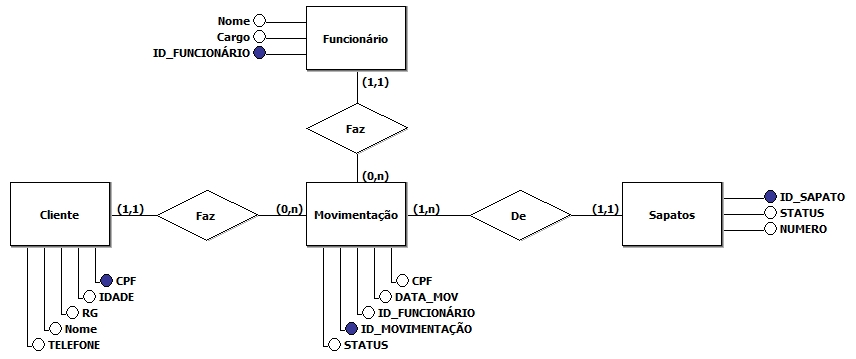 Nome
Cargo
ID_FUNCIONÁRIO
Funcionário
(1,1)
Faz
(0,n)
Cliente
(1,1)
Faz
(0,n)
Movimentação
(1,n)
De
(1,1)
Sapatos
ID_SAPATO
STATUS
NUMERO
CPF
IDADE
RG
Nome
TELEFONE
CPF
DATA_MOV
ID_FUNCIONÁRIO
ID_MOVIMENTAÇÃO
STATUS